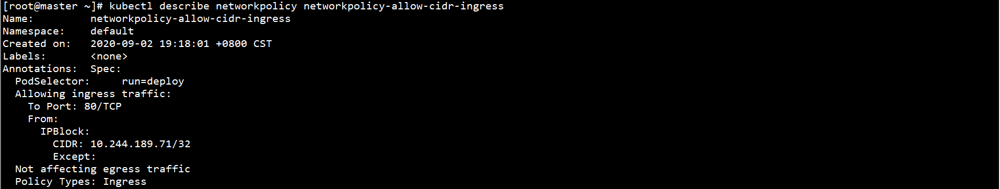 [root@master ~]# kubectl describe networkpolicy networkpolicy-allow-cidr-ingress
Name:         networkpolicy-allow-cidr-ingress
Namespace:    default
Created on:   2020-09-02 19:18:01 +0800 CST
Labels:       <none>
Annotations:  Spec:
  PodSelector:     run=deploy
  Allowing ingress traffic:
    To Port: 80/TCP
    From:
      IPBlock:
        CIDR: 10.244.189.71/32
        Except:
  Not affecting egress traffic
  Policy Types: Ingress